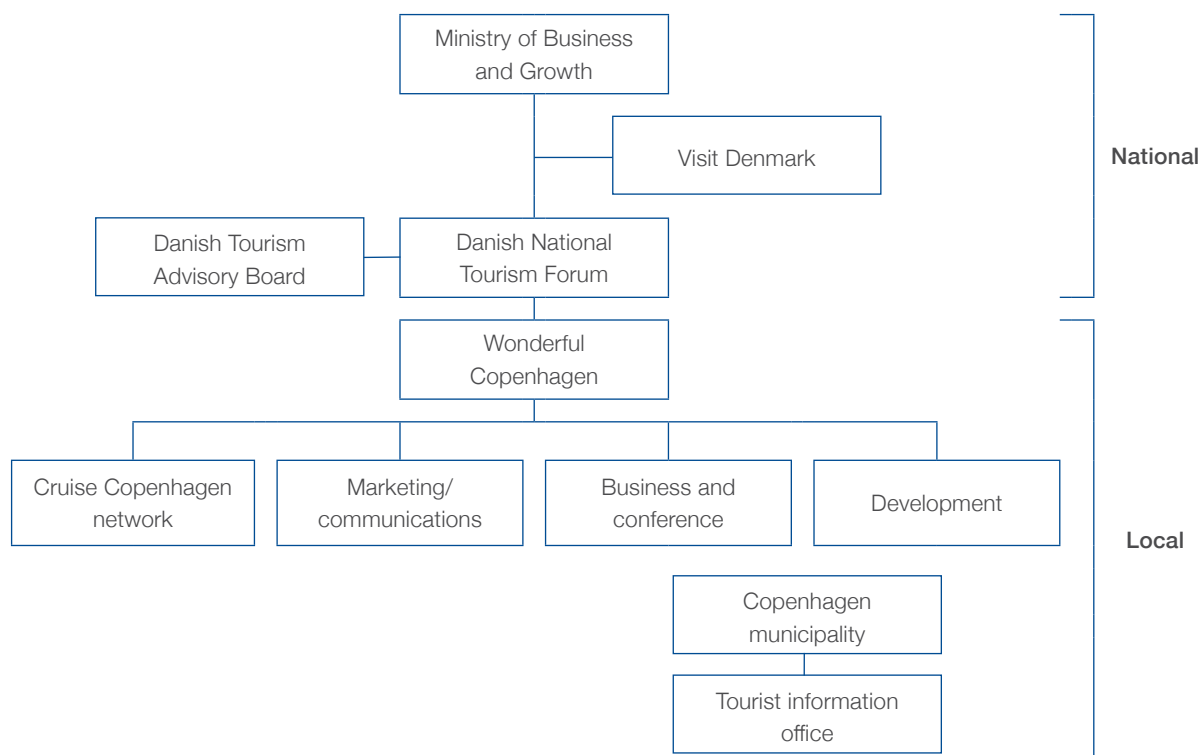 Ministry of Business
and Growth
Visit Denmark
National
Danish Tourism
Advisory Board
Danish National
Tourism Forum
Wonderful
Copenhagen
Cruise Copenhagen
network
Marketing/
communications
Business and
conference
Development
Local
Copenhagen
municipality
Tourist information
office